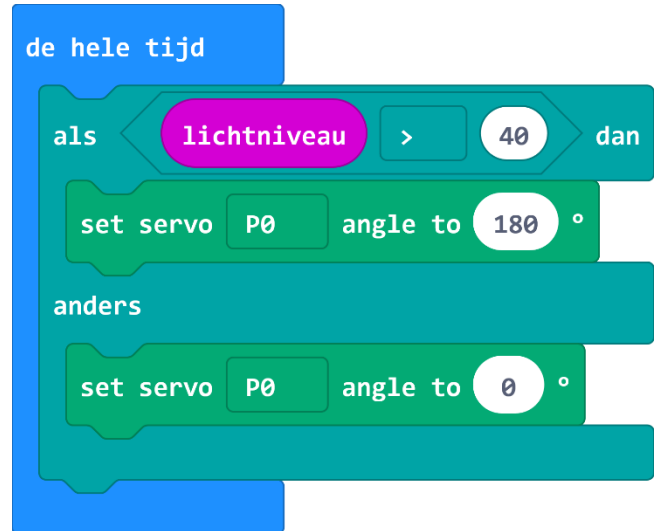 de hele tijd
als lichtniveau > 40 dan
set servo P0 angle to 180 °
anders
set servo P0 angle to 0 °